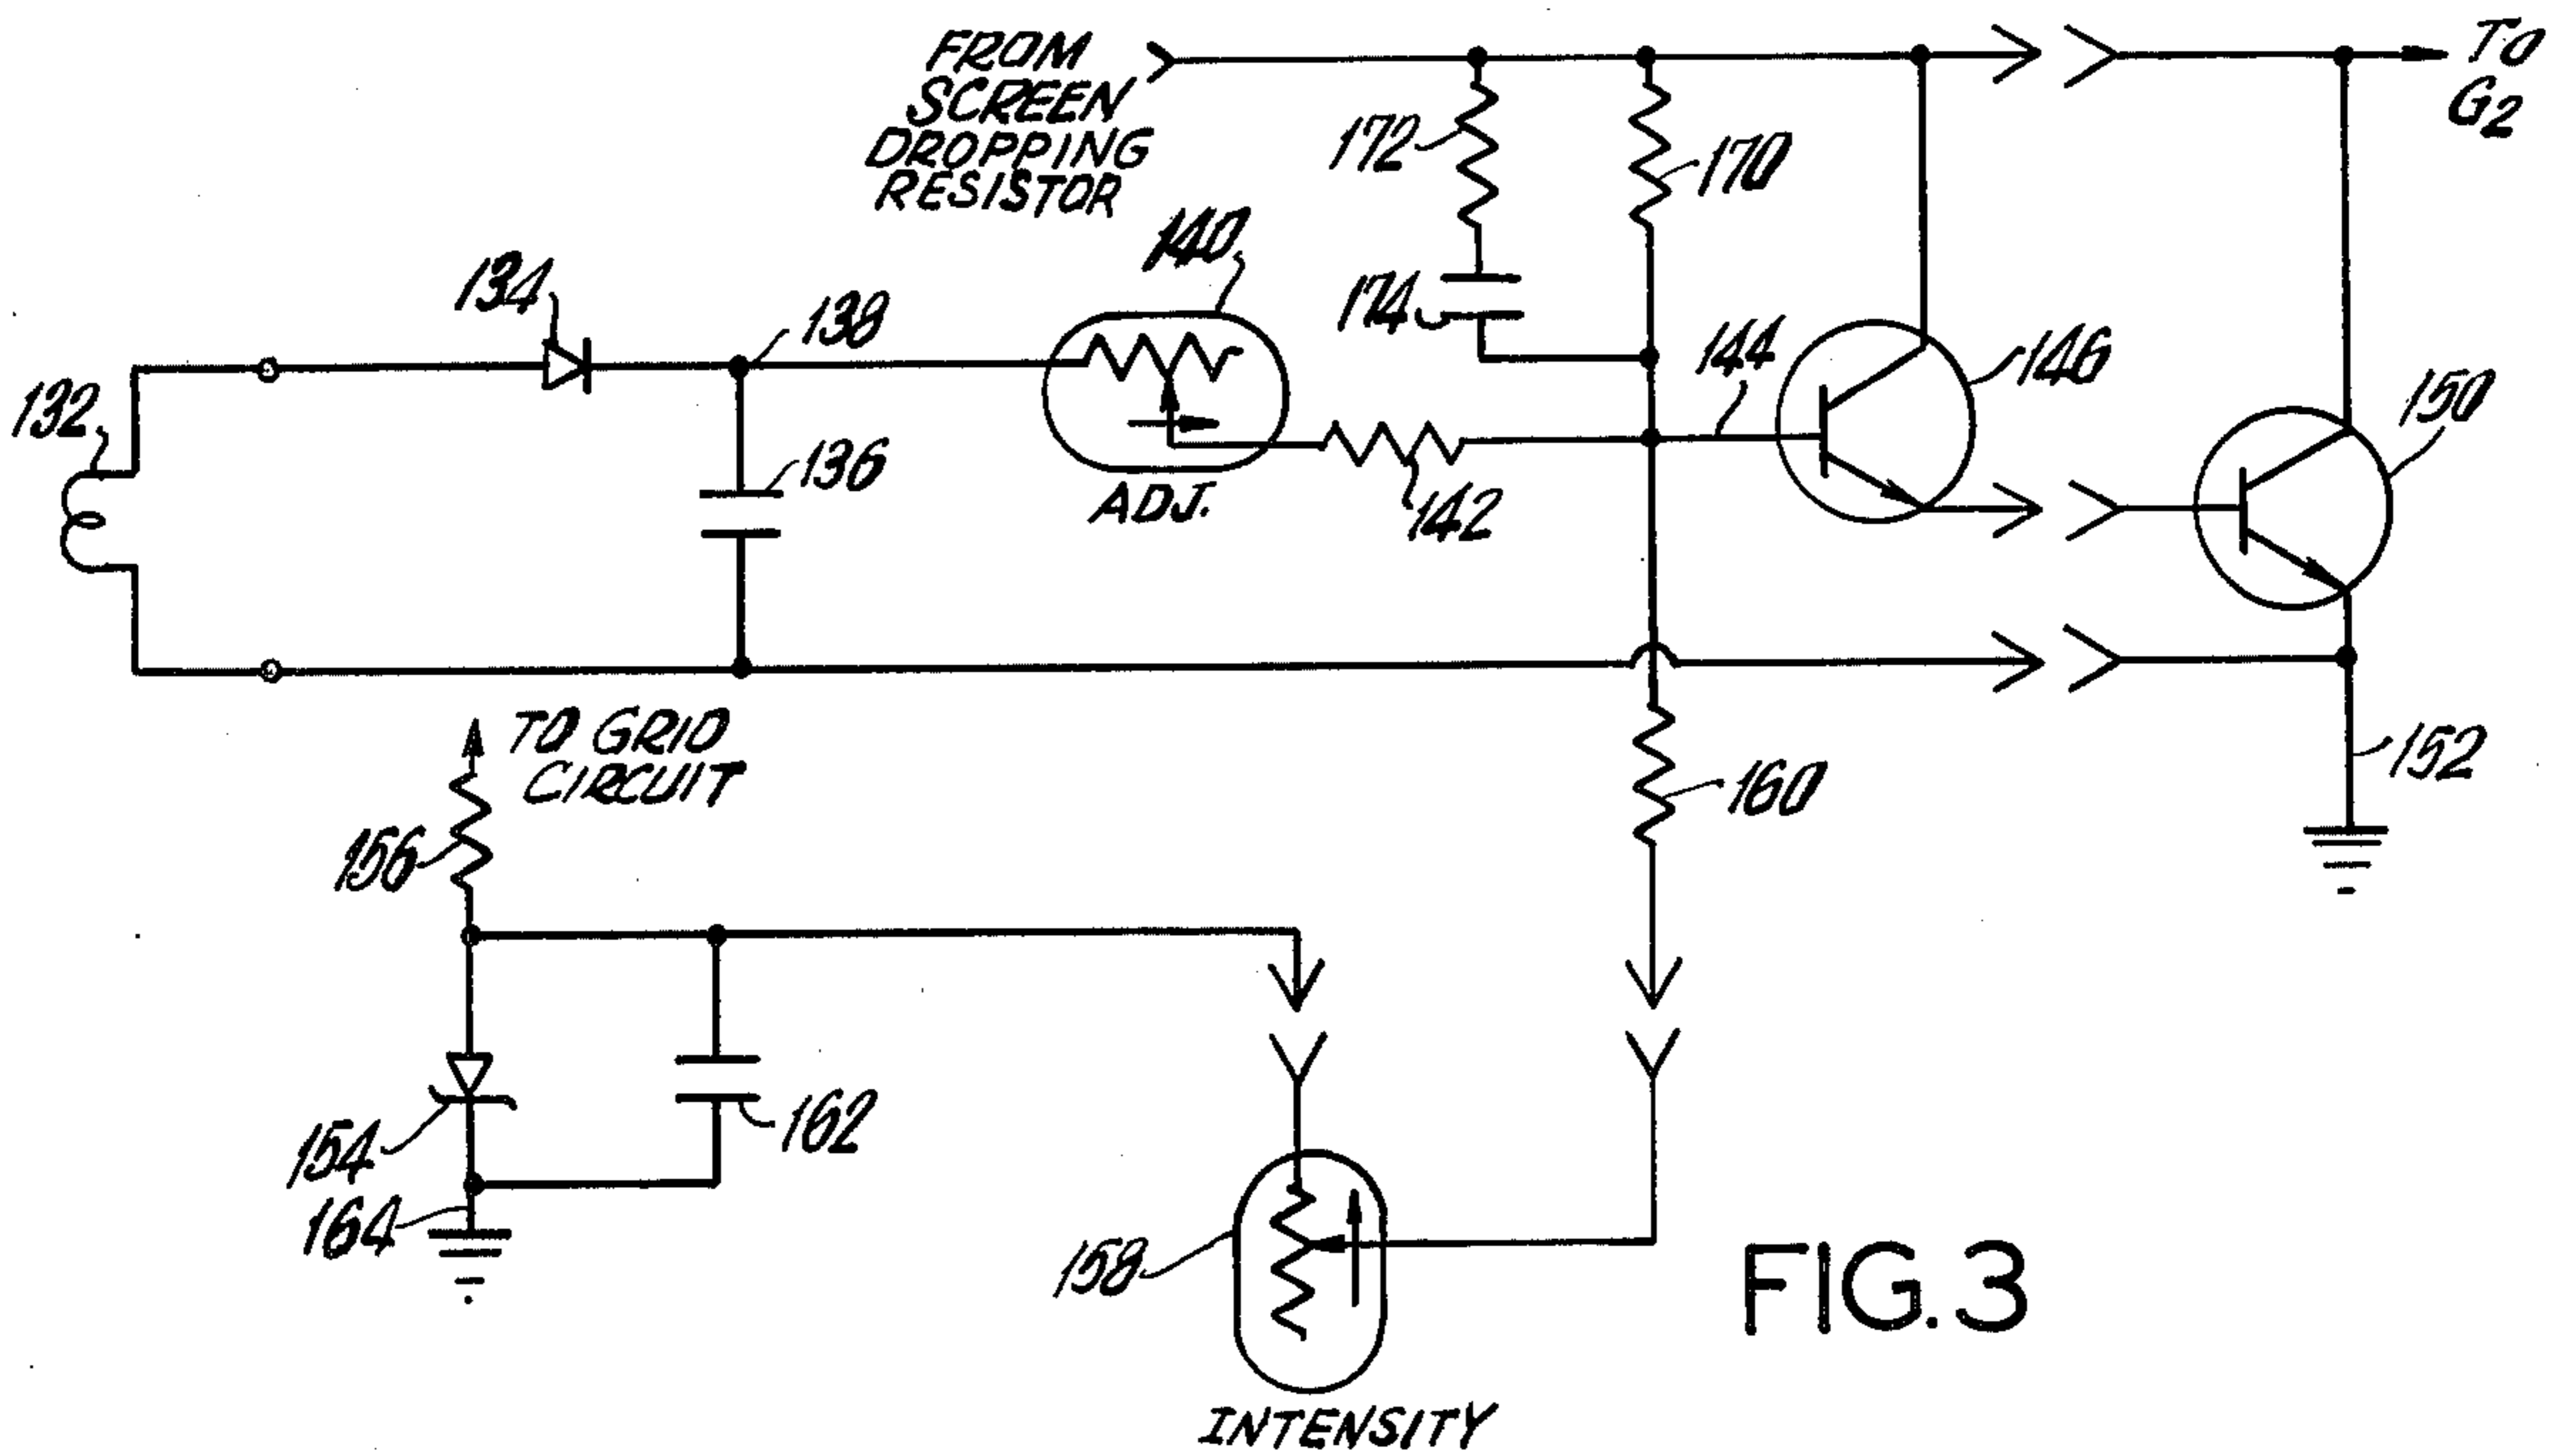 FROM
SCREEN
DROPPING
RESISTOR
TO
G2
172
170
140
134
138
174
144
146
132
136
ADJ.
142
150
TO GRID
CIRCUIT
152
156
160
154
162
164
158
FIG.3
INTENSITY